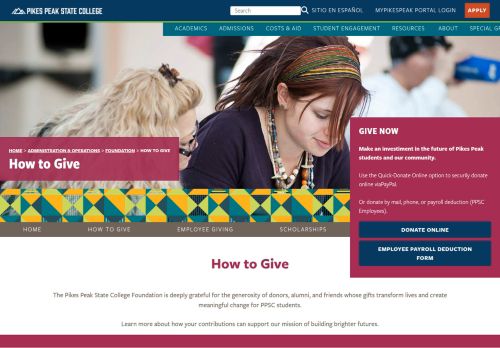 PIKES PEAK STATE COLLEGE
Search
SITIO EN ESPAÑOL
MYPIKESPEAK PORTAL LOGIN
APPLY
ACADEMICS
ADMISSIONS
COSTS & AID
STUDENT ENGAGEMENT
RESOURCES
ABOUT
SPECIAL GR
HOME > ADMINISTRATION & OPERATIONS > FOUNDATION > HOW TO GIVE
How to Give
GIVE NOW
Make an investment in the future of Pikes Peak
students and our community.
Use the Quick-Donate Online option to securely donate
online viaPayPal.
Or donate by mail, phone, or payroll deduction (PPSC
Employees).
DONATE ONLINE
EMPLOYEE PAYROLL DEDUCTION
FORM
HOME
HOW TO GIVE
EMPLOYEE GIVING
SCHOLARSHIPS
How to Give
The Pikes Peak State College Foundation is deeply grateful for the generosity of donors, alumni, and friends whose gifts transform lives and create
meaningful change for PPSC students.
Learn more about how your contributions can support our mission of building brighter futures.